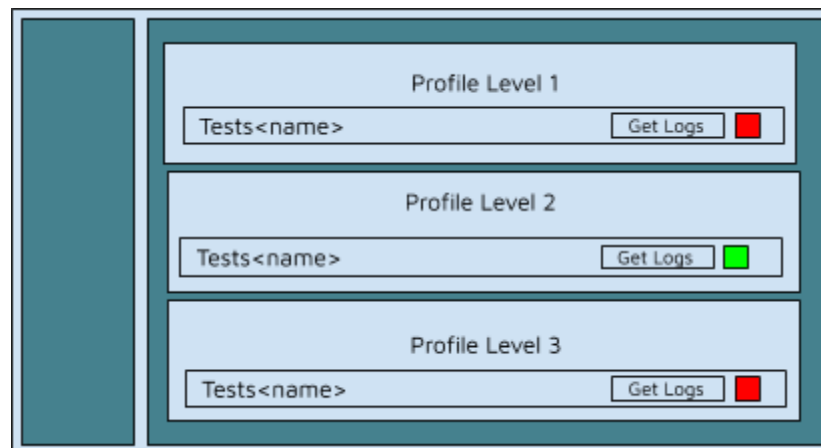 Profile Level 1
Tests<name> Get Logs
Profile Level 2
Tests<name> Get Logs
Profile Level 3
Tests<name> Get Logs